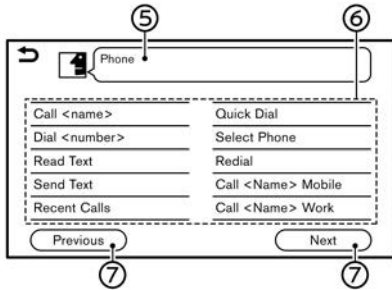 ⑤ ⑥
Phone
Call <name> Quick Dial
Dial <number> Select Phone
Read Text Redial
Send Text Call <Name> Mobile
Recent Calls Call <Name> Work
Previous Next
⑦ ⑦